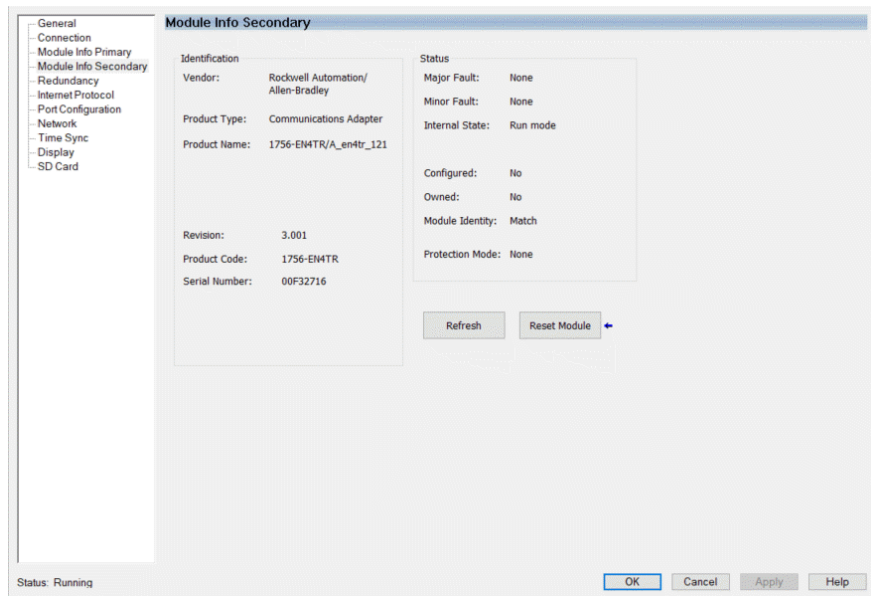 General
Connection
Module Info Primary
Module Info Secondary
Redundancy
Internet Protocol
Port Configuration
Network
Time Sync
Display
SD Card
Module Info Secondary
Identification
Vendor: Rockwell Automation/
Allen-Bradley
Product Type: Communications Adapter
Product Name: 1756-EN4TR/A_en4tr_121
Revision: 3.001
Product Code: 1756-EN4TR
Serial Number: 00F32716
Status
Major Fault: None
Minor Fault: None
Internal State: Run mode
Configured: No
Owned: No
Module Identity: Match
Protection Mode: None
Refresh
Reset Module
Status: Running
OK
Cancel
Apply
Help